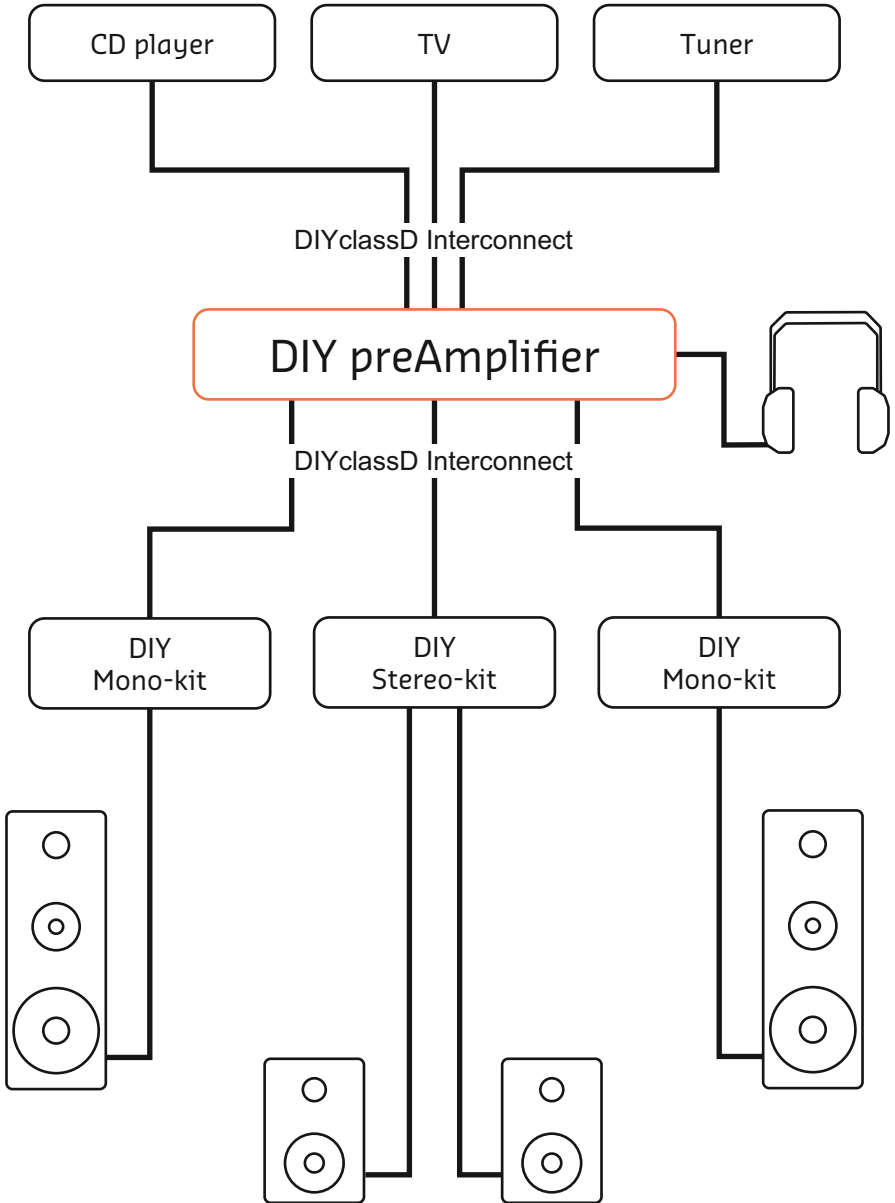 CD player
TV
Tuner
DIYclassD Interconnect
DIY preAmplifier
DIYclassD Interconnect
DIY
Mono-kit
DIY
Stereo-kit
DIY
Mono-kit